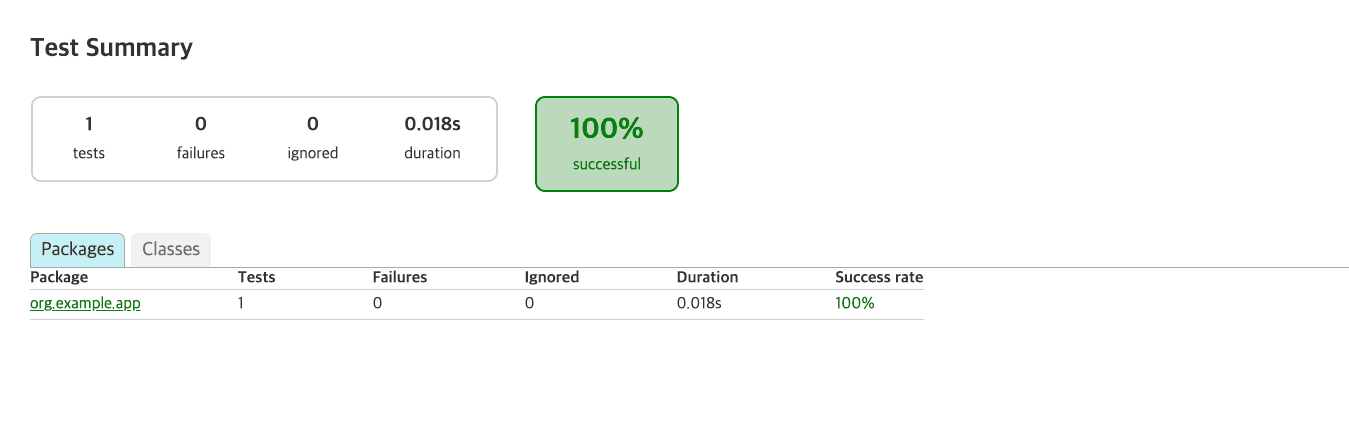 Test Summary
1 0 0 0.018s
tests failures ignored duration
100%
successful
Packages Classes
Package Tests Failures Ignored Duration Success rate
org.example.app 1 0 0 0.018s 100%